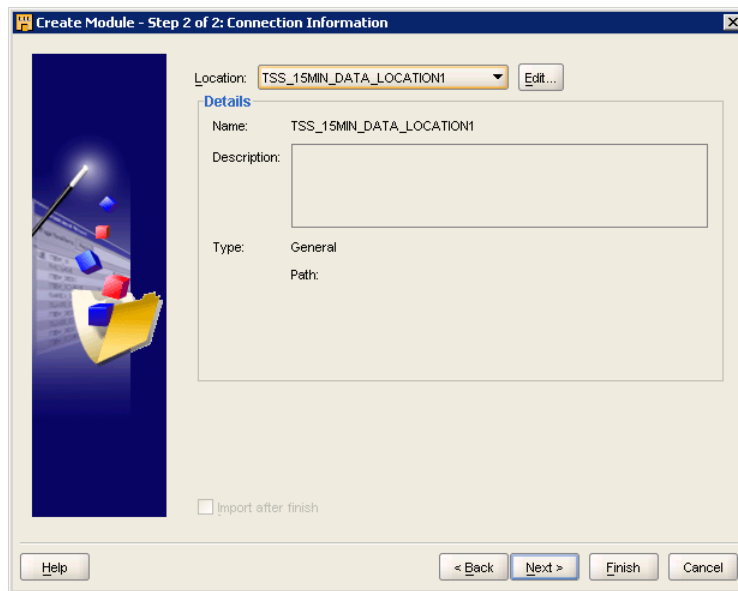 Create Module - Step 2 of 2: Connection Information
Location: TSS_15MIN_DATA_LOCATION1 Edit...
Details
Name: TSS_15MIN_DATA_LOCATION1
Description:
Type: General
Path:
Import after finish
Help < Back Next > Finish Cancel